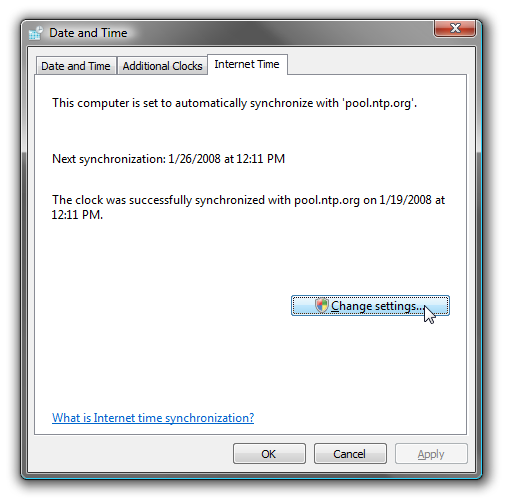 Date and Time
Date and Time Additional Clocks Internet Time
This computer is set to automatically synchronize with 'pool.ntp.org'.
Next synchronization: 1/26/2008 at 12:11 PM
The clock was successfully synchronized with pool.ntp.org on 1/19/2008 at
12:11 PM.
Change settings...
What is Internet time synchronization?
OK Cancel Apply